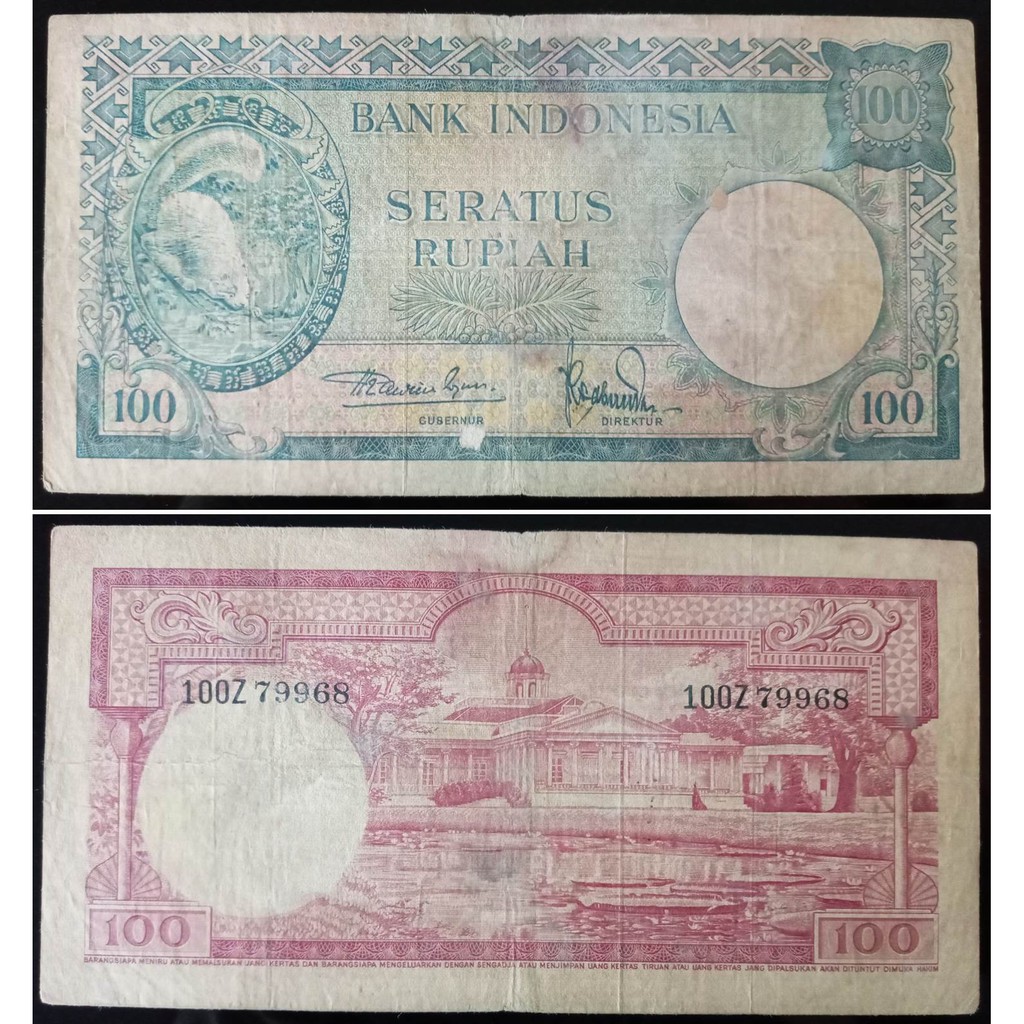 BANK INDONESIA
100
SERATUS
RUPIAH
100
GUBERNUR
DIREKTUR
100
100Z 79968
100Z 79968
100
100
BARANGSIAPA MENIRU ATAU MEMALSUKAN UANG KERTAS DAN BARANGSIAPA MENGELUARKAN DENGAN SENGADJA ATAU MENJIMPAN UANG KERTAS TIRUAN ATAU UANG KERTAS JANG DIPALSUKAN AKAN DITUNTUT DIMUKA HAKIM